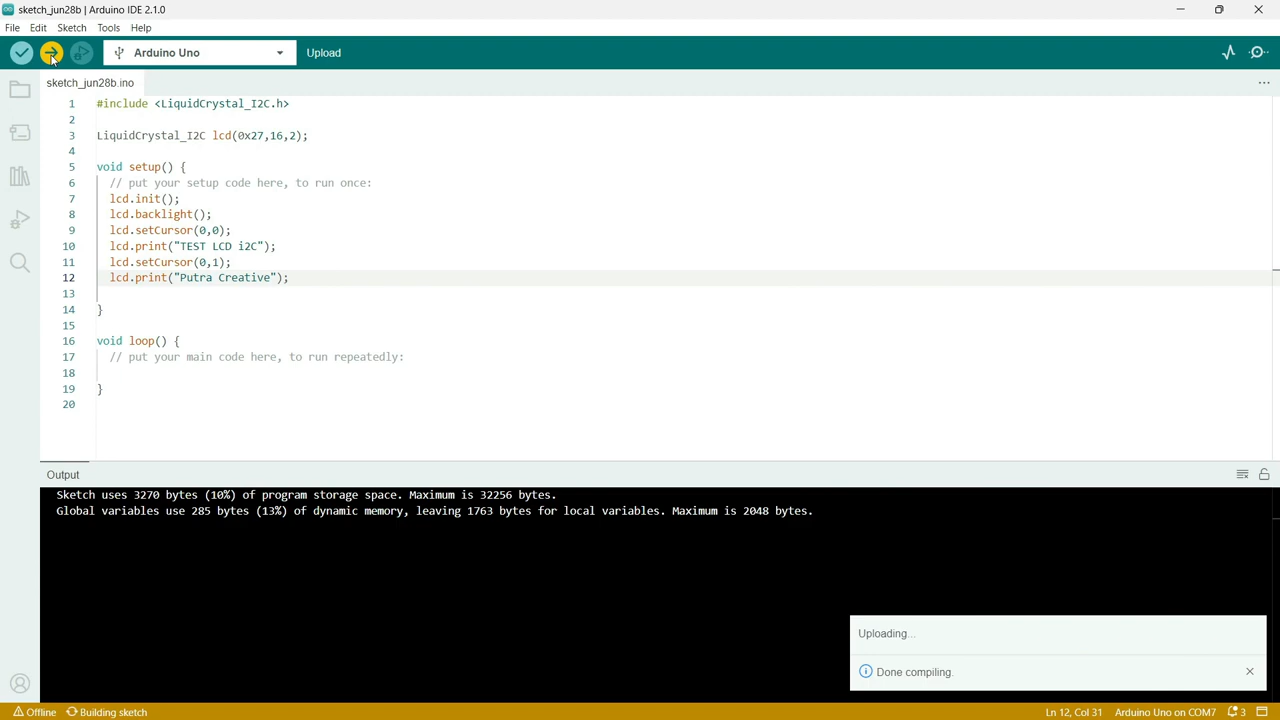 sketch_jun28b | Arduino IDE 2.1.0
File Edit Sketch Tools Help
Arduino Uno Upload
sketch_jun28b.ino
1 #include <LiquidCrystal_I2C.h>
2
3 LiquidCrystal_I2C lcd(0x27,16,2);
4
5 void setup() {
6 // put your setup code here, to run once:
7 lcd.init();
8 lcd.backlight();
9 lcd.setCursor(0,0);
10 lcd.print("TEST LCD i2C");
11 lcd.setCursor(0,1);
12 lcd.print("Putra Creative");
13
14 }
15
16 void loop() {
17 // put your main code here, to run repeatedly:
18
19 }
20
Output
Sketch uses 3270 bytes (10%) of program storage space. Maximum is 32256 bytes.
Global variables use 285 bytes (13%) of dynamic memory, leaving 1763 bytes for local variables. Maximum is 2048 bytes.
Uploading...
Done compiling.
Offline Building sketch Ln 12, Col 31 Arduino Uno on COM7 3